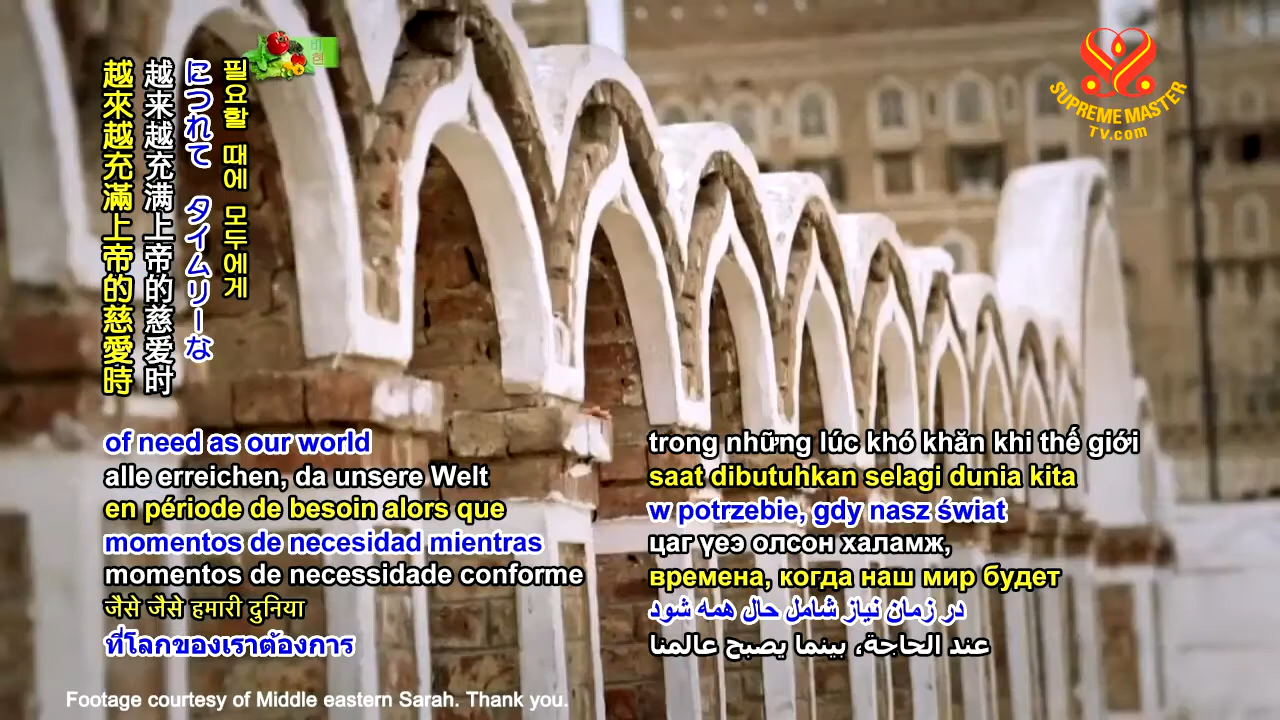 越來越充滿上帝的慈愛時
越来越充满上帝的慈爱时
につれて タイムリーな
필요할 때에 모두에게
비
현
SUPREME MASTER
TV.com
of need as our world
alle erreichen, da unsere Welt
en période de besoin alors que
momentos de necesidad mientras
momentos de necessidade conforme
जैसे जैसे हमारी दुनिया
ที่โลกของเราต้องการ
trong những lúc khó khăn khi thế giới
saat dibutuhkan selagi dunia kita
w potrzebie, gdy nasz świat
цаг үеэ олсон халамж,
времена, когда наш мир будет
در زمان نیاز شامل حال همه شود
عند الحاجة، بينما يصبح عالمنا
Footage courtesy of Middle eastern Sarah. Thank you.